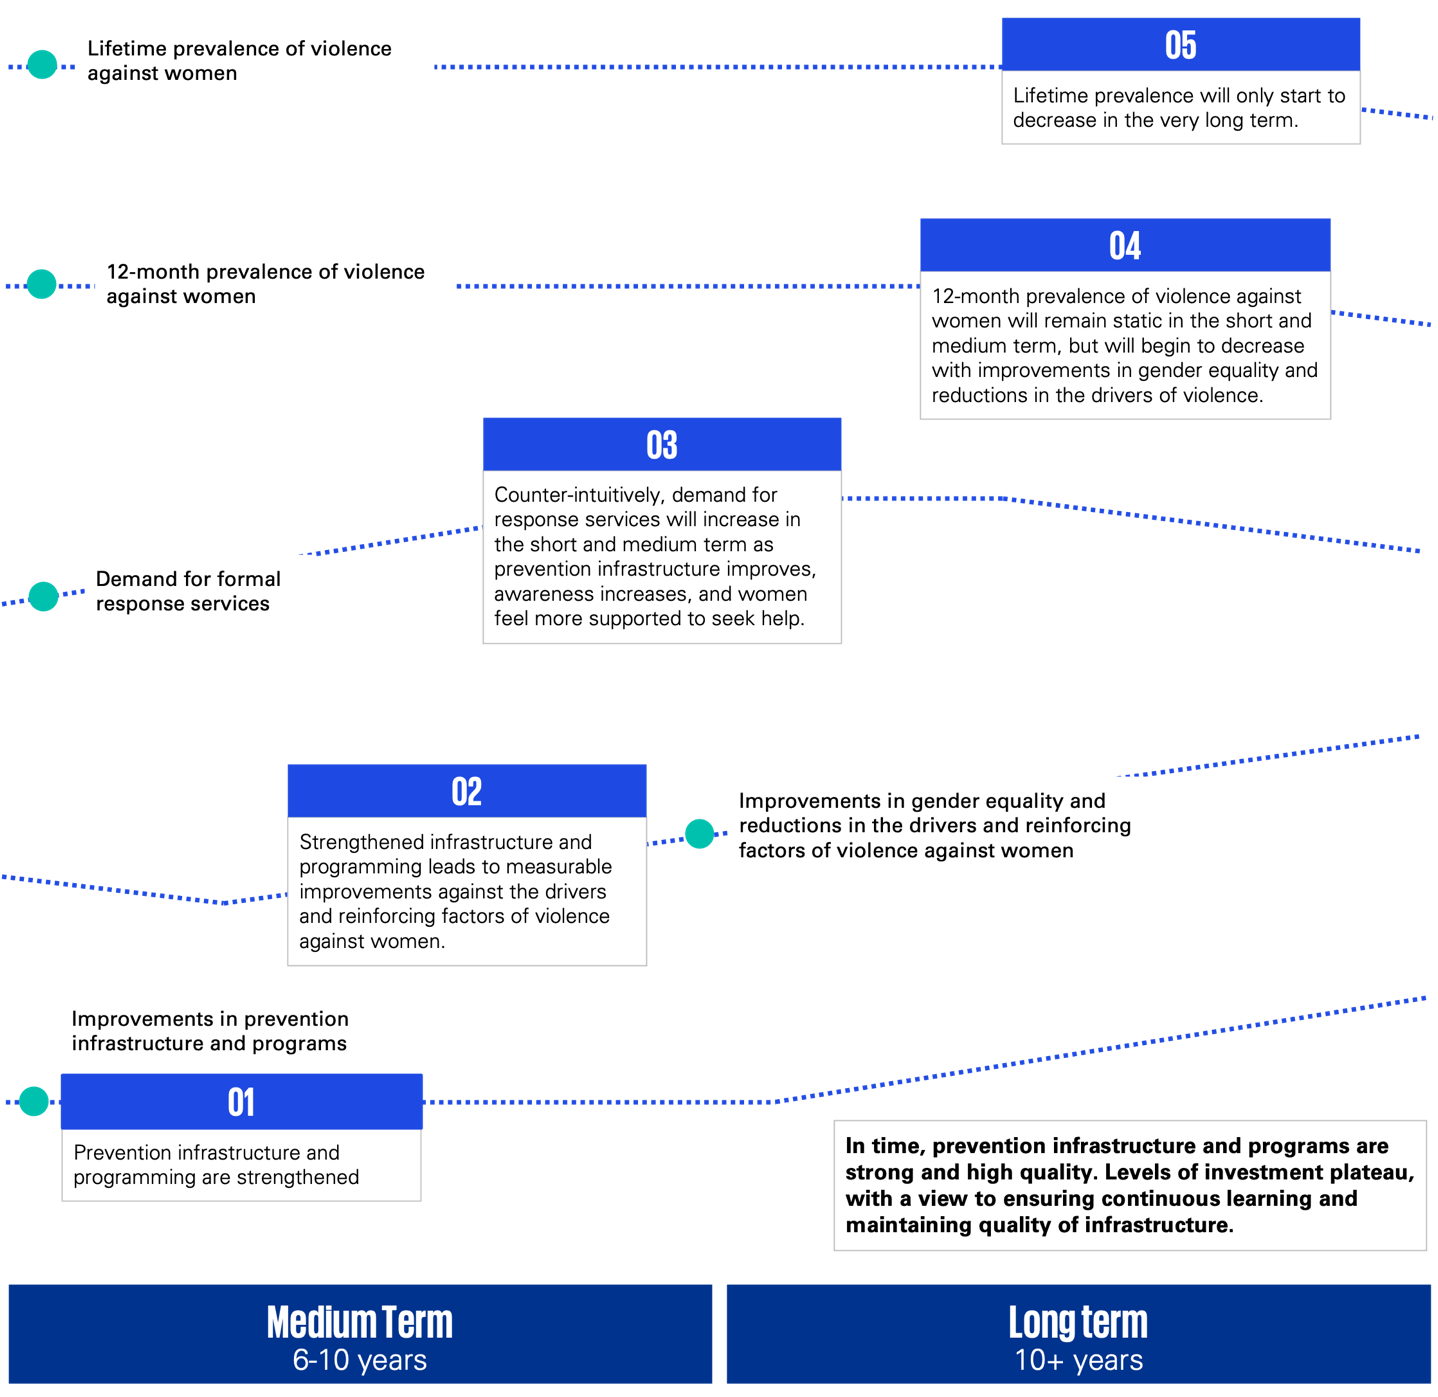 Lifetime prevalence of violence
against women
05
Lifetime prevalence will only start to
decrease in the very long term.
12-month prevalence of violence
against women
04
12-month prevalence of violence against
women will remain static in the short and
medium term, but will begin to decrease
with improvements in gender equality and
reductions in the drivers of violence.
03
Counter-intuitively, demand for
response services will increase in
the short and medium term as
prevention infrastructure improves,
awareness increases, and women
feel more supported to seek help.
Demand for formal
response services
02
Strengthened infrastructure and
programming leads to measurable
improvements against the drivers
and reinforcing factors of violence
against women.
Improvements in gender equality and
reductions in the drivers and reinforcing
factors of violence against women
Improvements in prevention
infrastructure and programs
01
Prevention infrastructure and
programming are strengthened
In time, prevention infrastructure and programs are
strong and high quality. Levels of investment plateau,
with a view to ensuring continuous learning and
maintaining quality of infrastructure.
Medium Term
6-10 years
Long term
10+ years